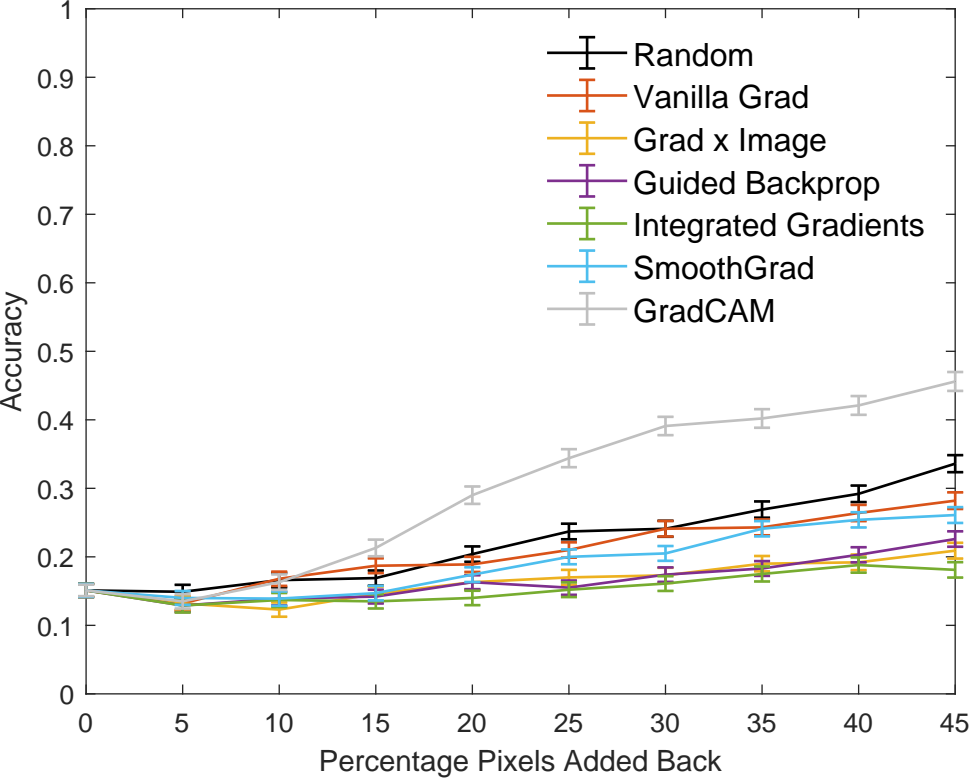 1
0.9
0.8
0.7
0.6
0.5
0.4
0.3
0.2
0.1
0
Accuracy
Random
Vanilla Grad
Grad x Image
Guided Backprop
Integrated Gradients
SmoothGrad
GradCAM
0 5 10 15 20 25 30 35 40 45
Percentage Pixels Added Back